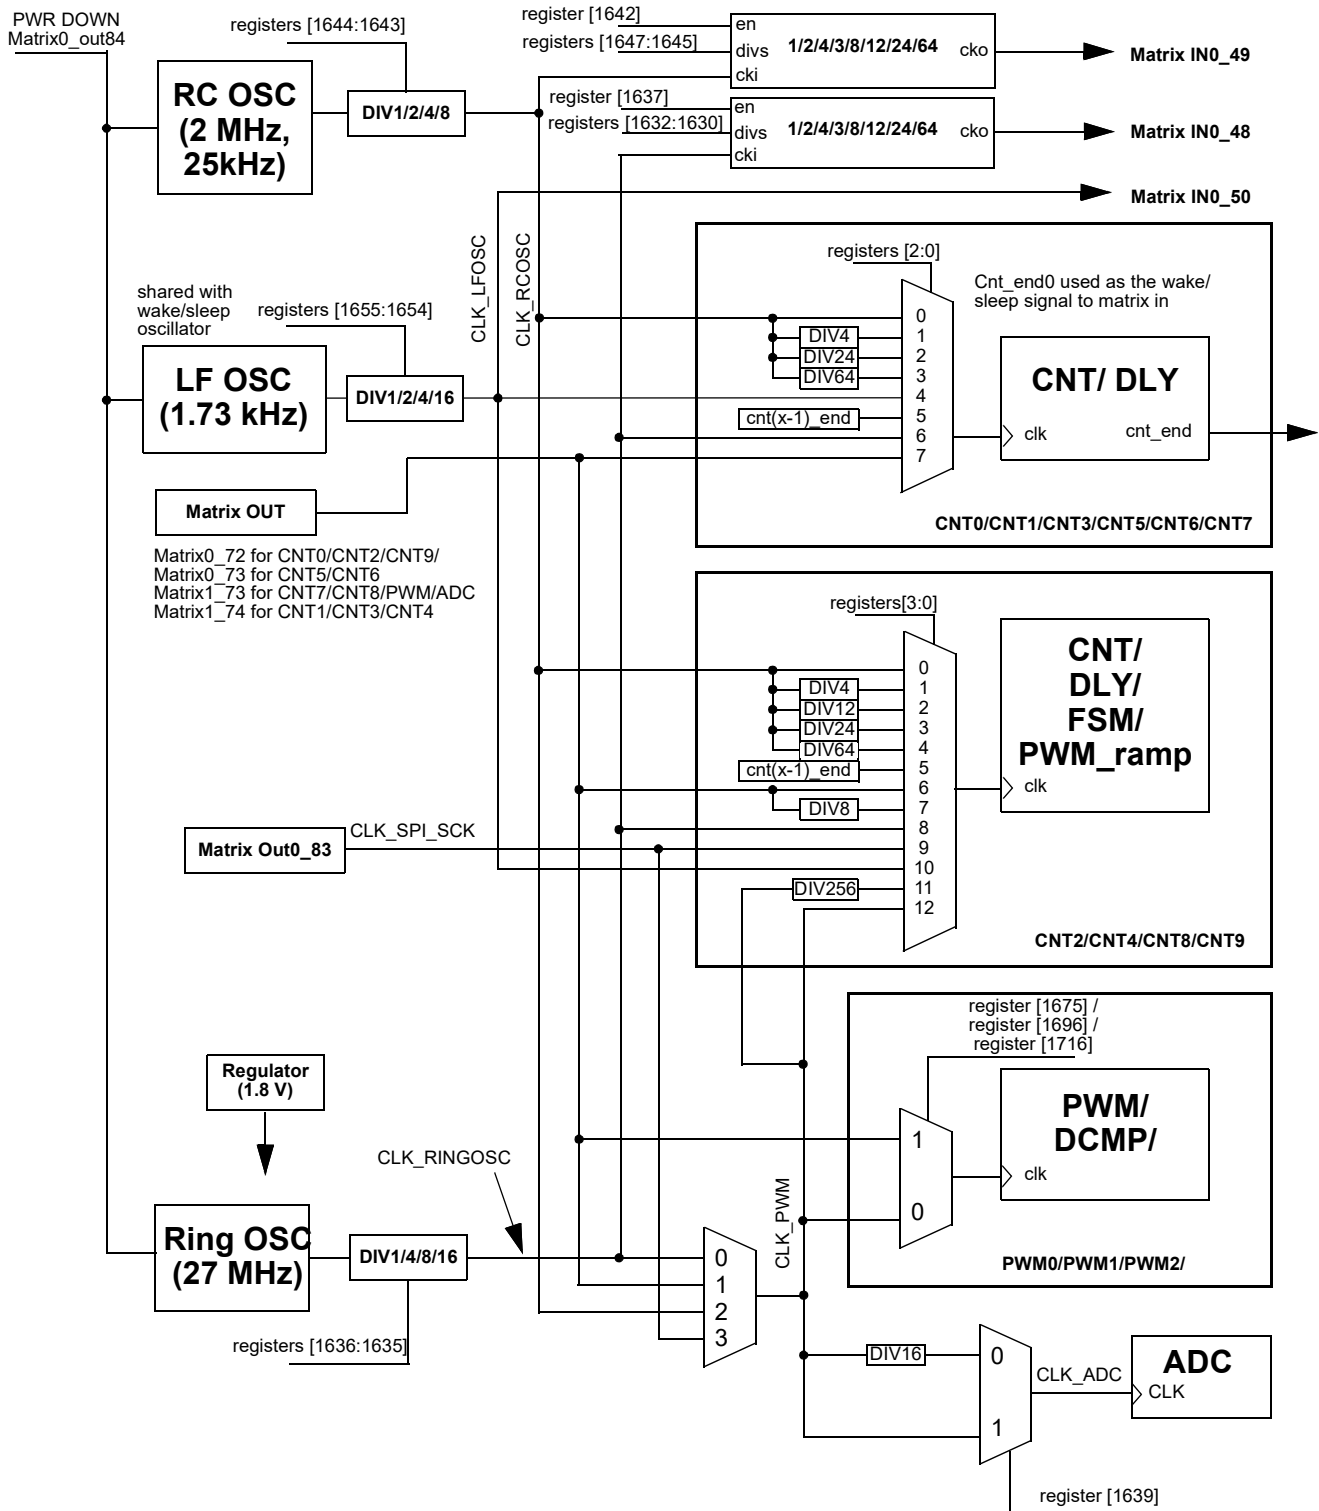 PWR DOWN
Matrix0_out84
registers [1644:1643]
RC OSC
(2 MHz,
25kHz)
DIV1/2/4/8
register [1642]
registers [1647:1645]
en
divs
cki
1/2/4/3/8/12/24/64
cko
Matrix IN0_49
register [1637]
registers [1632:1630]
en
divs
cki
1/2/4/3/8/12/24/64
cko
Matrix IN0_48
Matrix IN0_50
CLK_LFOSC
CLK_RCOSC
shared with
wake/sleep
oscillator
registers [1655:1654]
LF OSC
(1.73 kHz)
DIV1/2/4/16
registers [2:0]
Cnt_end0 used as the wake/
sleep signal to matrix in
0
DIV4
1
DIV24
2
DIV64
3
4
cnt(x-1)_end
5
6
7
CNT/ DLY
clk
cnt_end
CNT0/CNT1/CNT3/CNT5/CNT6/CNT7
Matrix OUT
Matrix0_72 for CNT0/CNT2/CNT9/
Matrix0_73 for CNT5/CNT6
Matrix1_73 for CNT7/CNT8/PWM/ADC
Matrix1_74 for CNT1/CNT3/CNT4
registers[3:0]
0
DIV4
1
DIV12
2
DIV24
3
DIV64
4
cnt(x-1)_end
5
6
DIV8
7
8
9
10
DIV256
11
12
CNT/
DLY/
FSM/
PWM_ramp
clk
CNT2/CNT4/CNT8/CNT9
Matrix Out0_83
CLK_SPI_SCK
register [1675] /
register [1696] /
register [1716]
1
0
PWM/
DCMP/
clk
PWM0/PWM1/PWM2/
Regulator
(1.8 V)
CLK_RINGOSC
CLK_PWM
Ring OSC
(27 MHz)
DIV1/4/8/16
registers [1636:1635]
0
1
2
3
DIV16
0
1
CLK_ADC
ADC
CLK
register [1639]